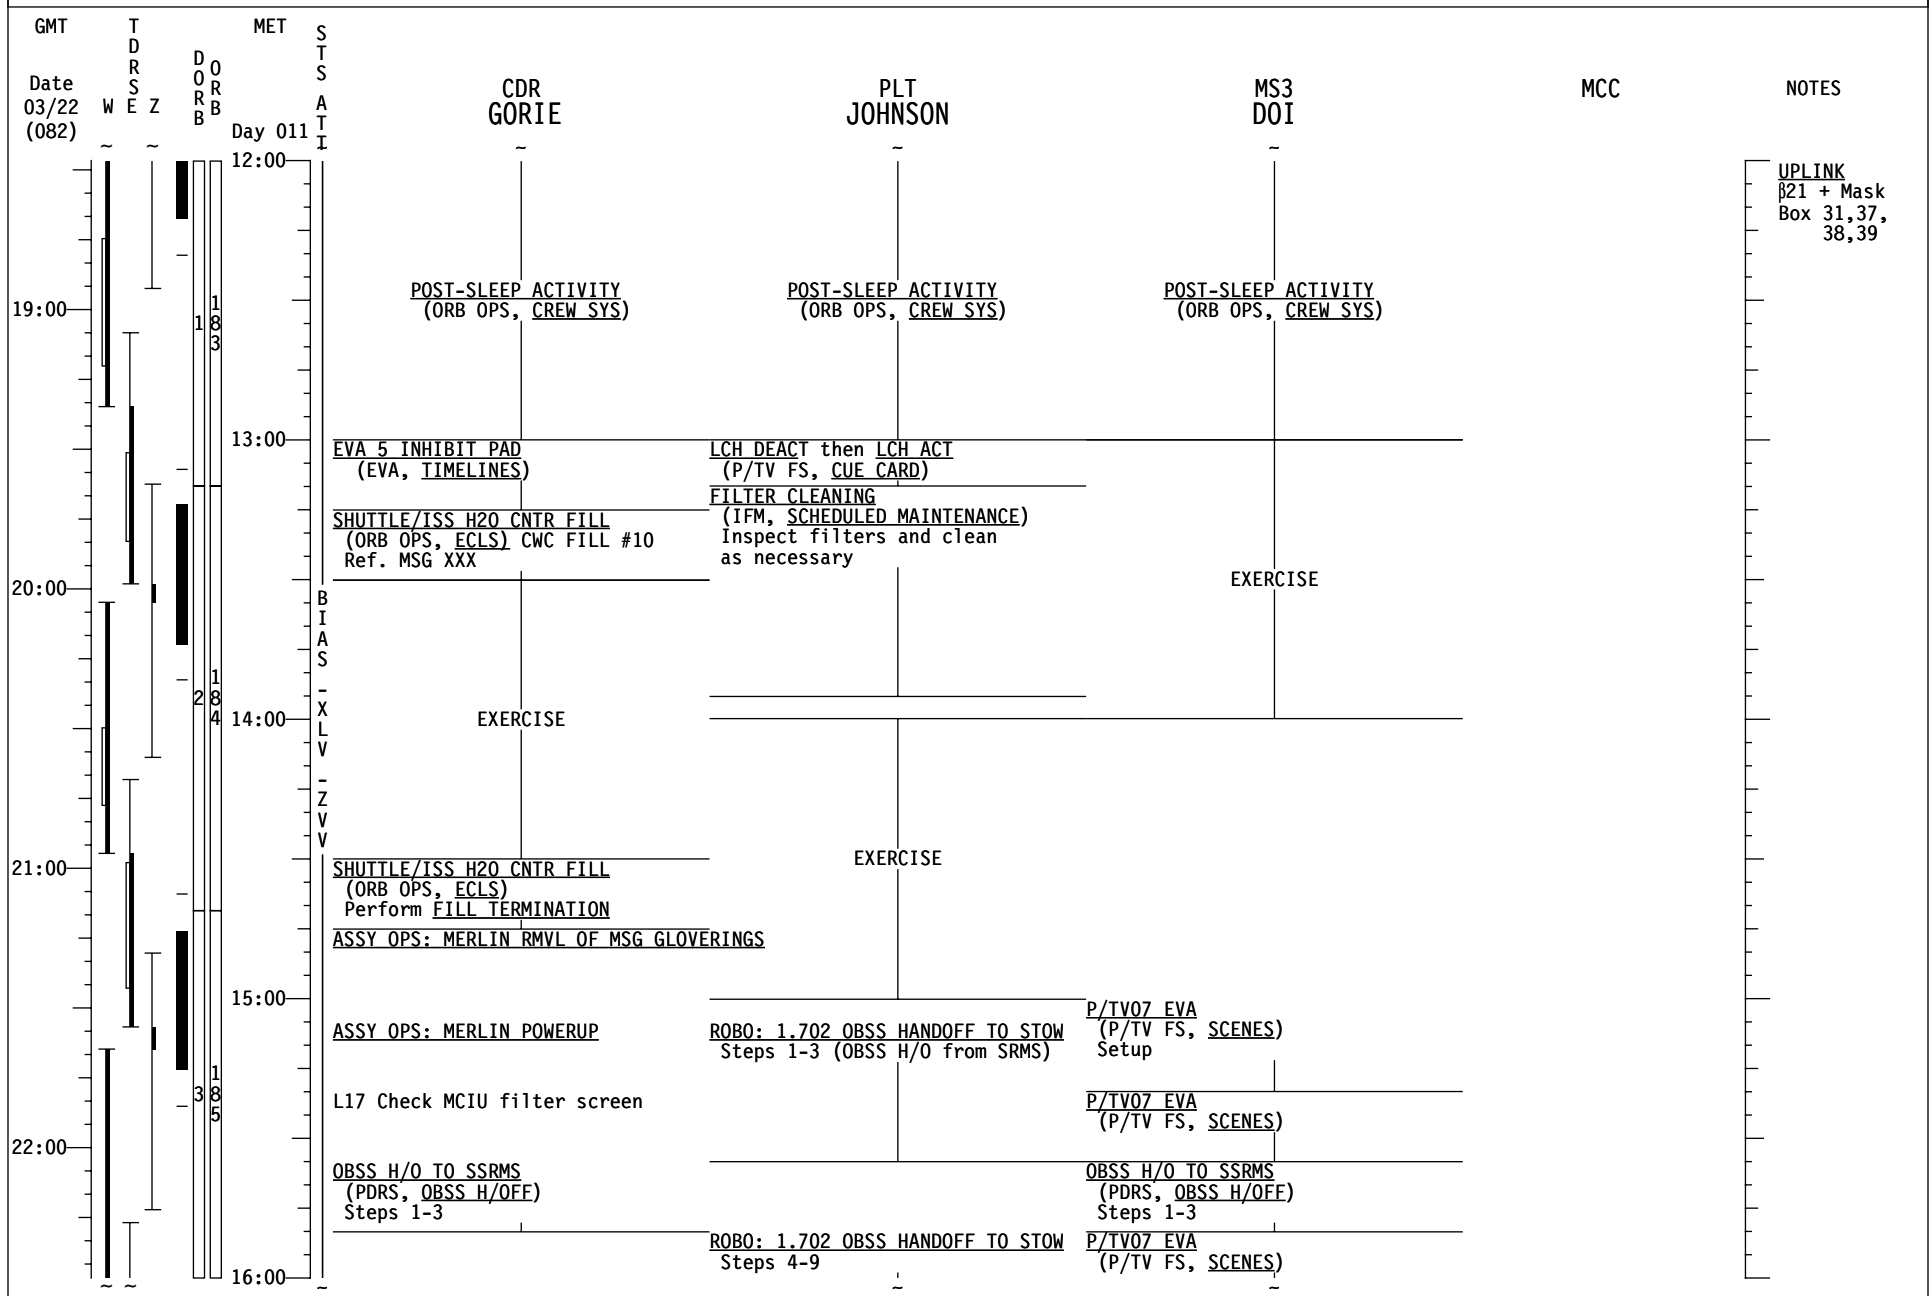 GMT
TDRS
MET
STS ATT
DORB
ORB
Date
03/22
(082)
W E Z
Day 011
CDR
GORIE
PLT
JOHNSON
MS3
DOI
MCC
NOTES
~ ~ ~ ~ ~
12:00
UPLINK
β21 + Mask
Box 31,37,
38,39
POST-SLEEP ACTIVITY
(ORB OPS, CREW SYS)
POST-SLEEP ACTIVITY
(ORB OPS, CREW SYS)
POST-SLEEP ACTIVITY
(ORB OPS, CREW SYS)
19:00
1
183
13:00
EVA 5 INHIBIT PAD
(EVA, TIMELINES)
LCH DEACT then LCH ACT
(P/TV FS, CUE CARD)
FILTER CLEANING
(IFM, SCHEDULED MAINTENANCE)
Inspect filters and clean
as necessary
SHUTTLE/ISS H2O CNTR FILL
(ORB OPS, ECLS) CWC FILL #10
Ref. MSG XXX
EXERCISE
20:00
BIAS -XLV -ZVV
2
184
14:00
EXERCISE
EXERCISE
21:00
SHUTTLE/ISS H2O CNTR FILL
(ORB OPS, ECLS)
Perform FILL TERMINATION
ASSY OPS: MERLIN RMVL OF MSG GLOVERINGS
15:00
P/TV07 EVA
(P/TV FS, SCENES)
Setup
ASSY OPS: MERLIN POWERUP
ROBO: 1.702 OBSS HANDOFF TO STOW
Steps 1-3 (OBSS H/O from SRMS)
3
185
L17 Check MCIU filter screen
P/TV07 EVA
(P/TV FS, SCENES)
22:00
OBSS H/O TO SSRMS
(PDRS, OBSS H/OFF)
Steps 1-3
OBSS H/O TO SSRMS
(PDRS, OBSS H/OFF)
Steps 1-3
ROBO: 1.702 OBSS HANDOFF TO STOW
Steps 4-9
P/TV07 EVA
(P/TV FS, SCENES)
16:00
~ ~ ~ ~ ~